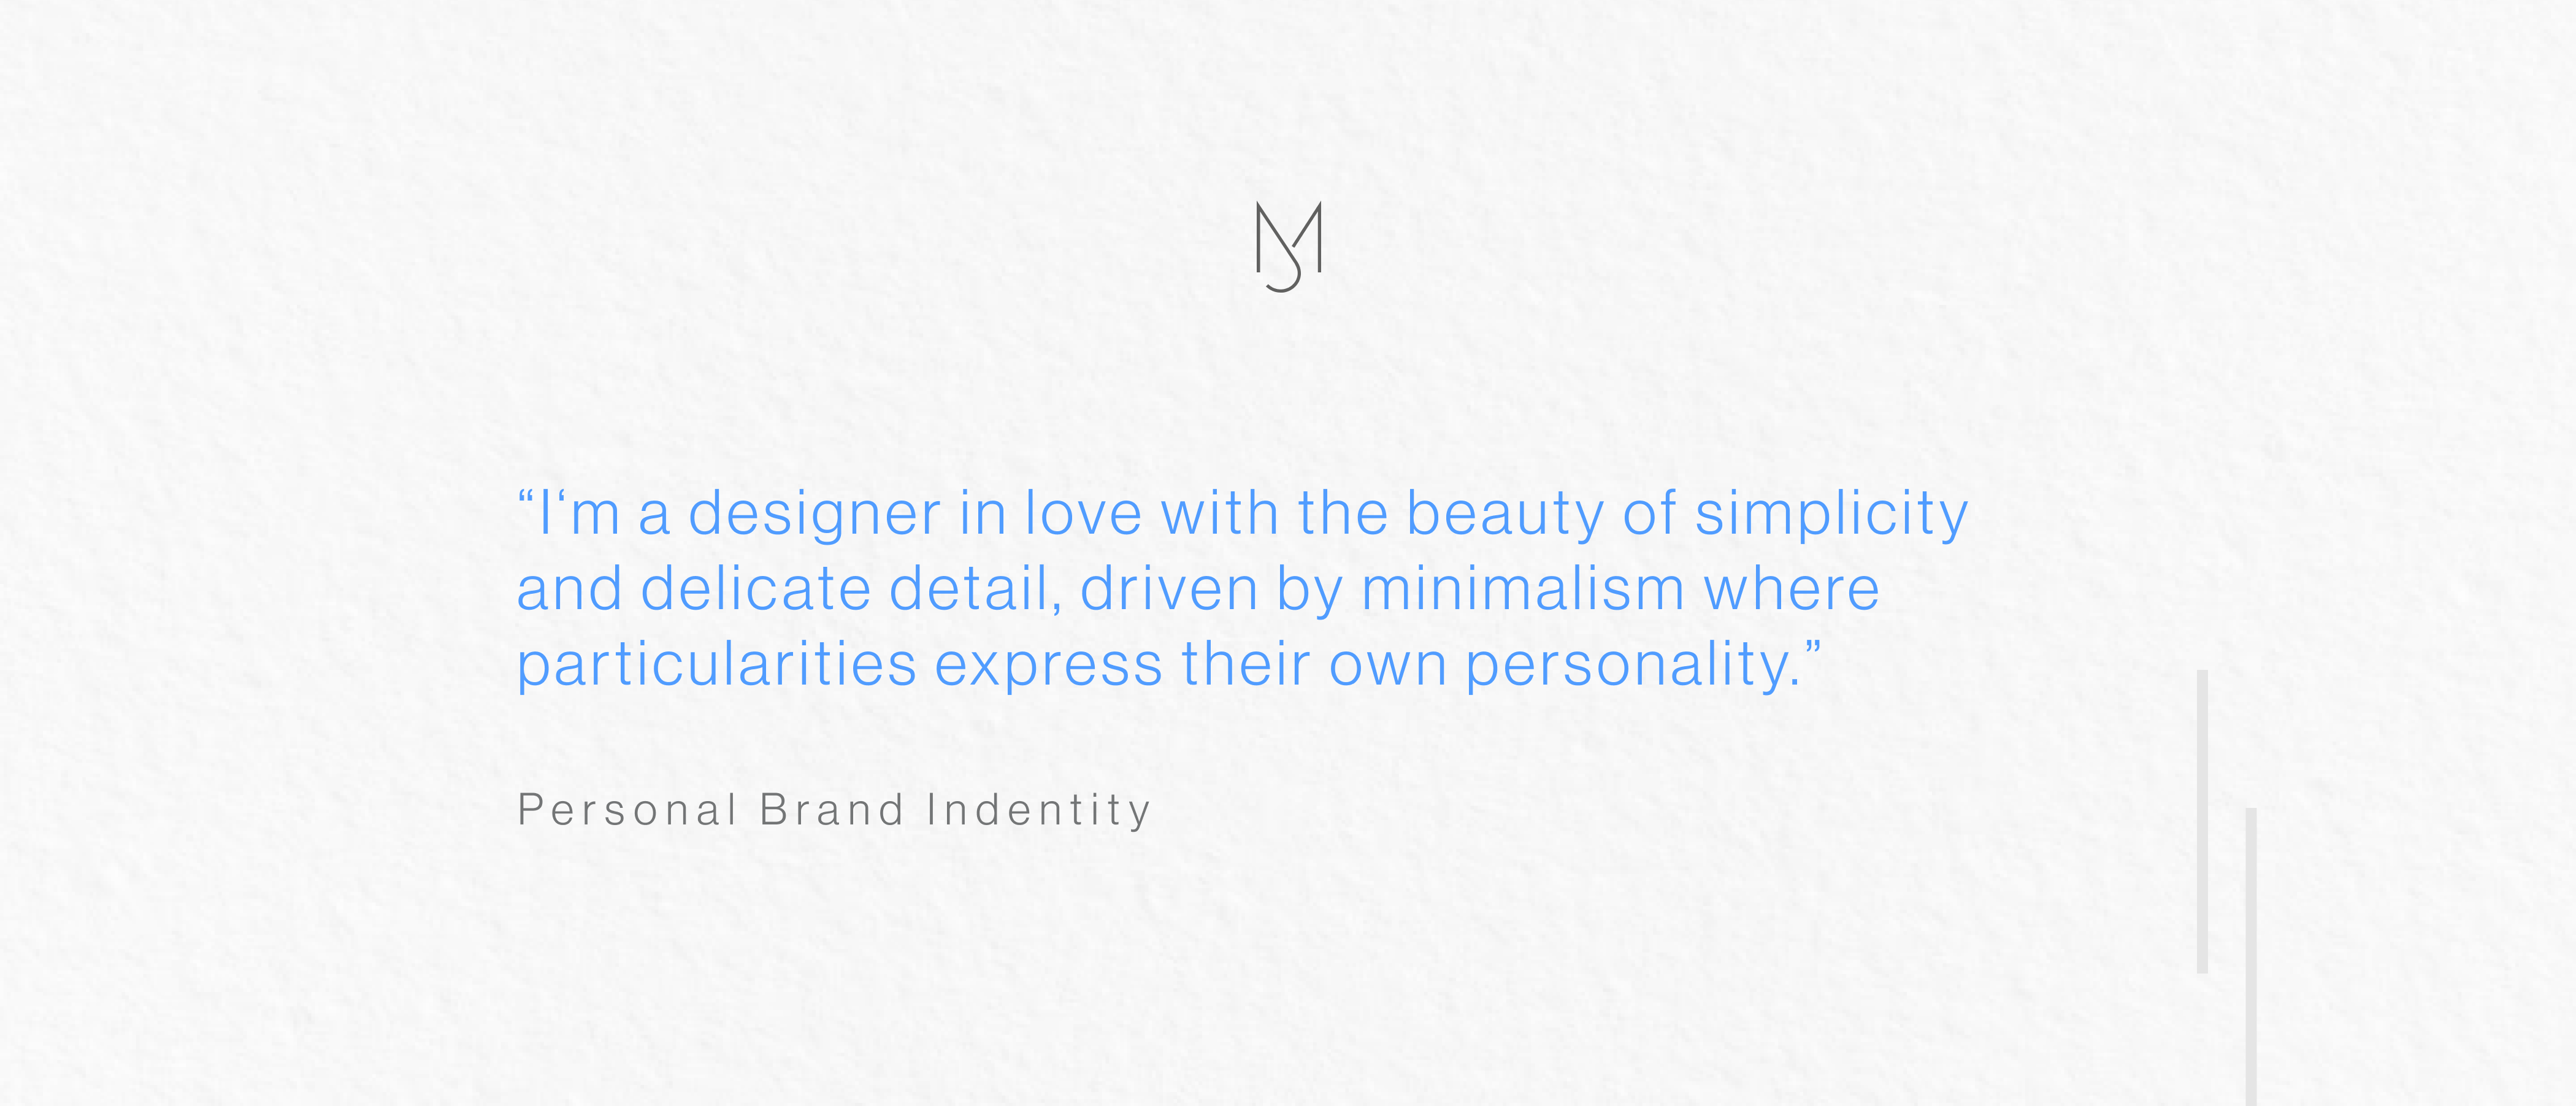 MJ
“I‘m a designer in love with the beauty of simplicity
and delicate detail, driven by minimalism where
particularities express their own personality.”
Personal Brand Indentity